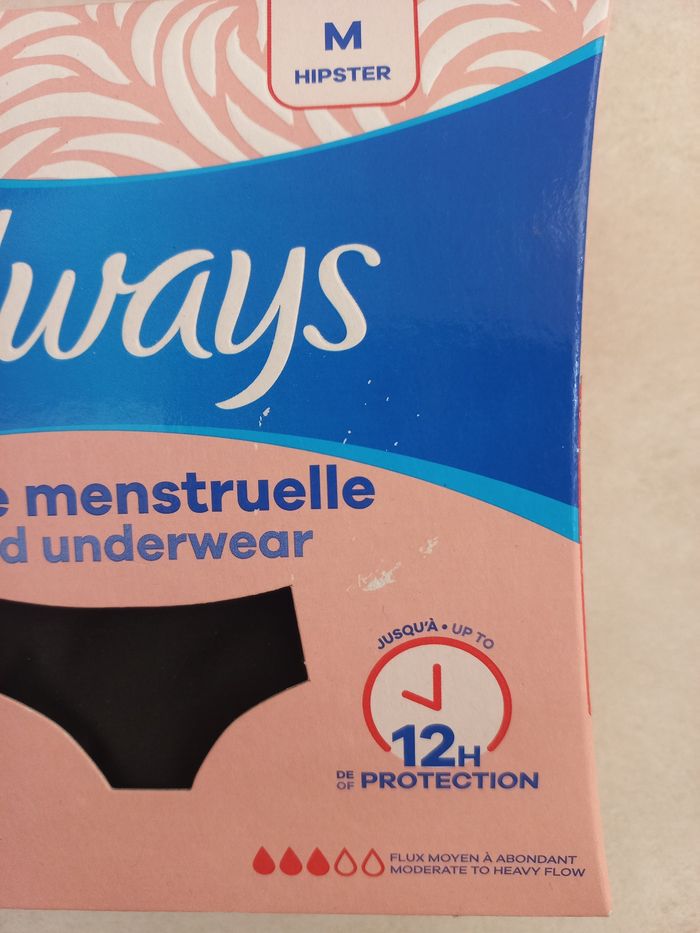 M
HIPSTER
lways
e menstruelle
d underwear
JUSQU'À • UP TO
12H
DE
OF PROTECTION
FLUX MOYEN À ABONDANT
MODERATE TO HEAVY FLOW